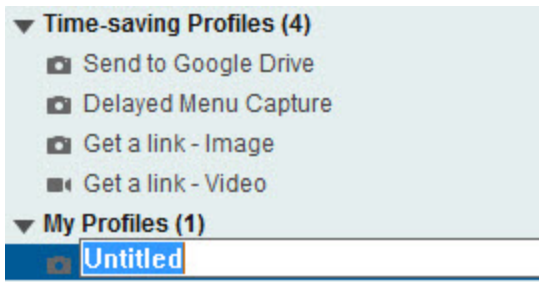 Time-saving Profiles (4)
Send to Google Drive
Delayed Menu Capture
Get a link - Image
Get a link - Video
My Profiles (1)
Untitled